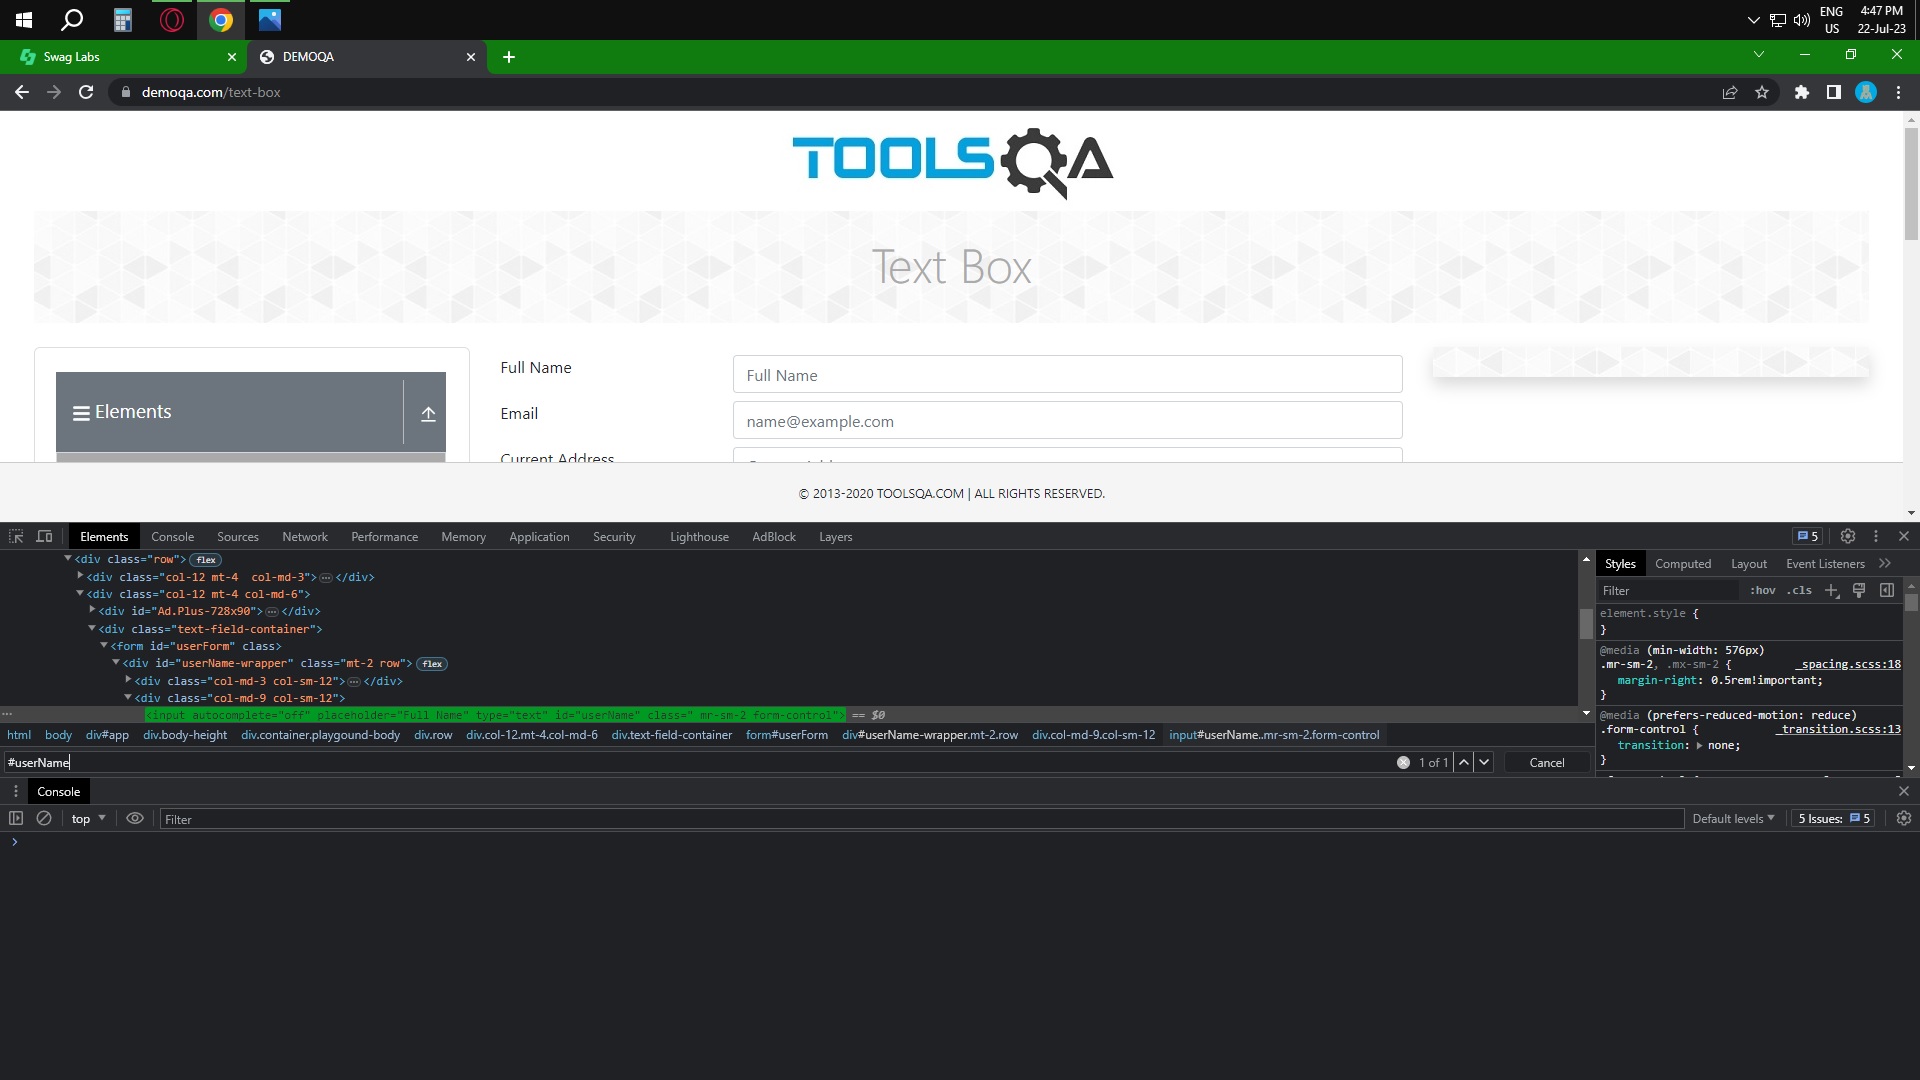 ENG
US
4:47 PM
22-Jul-23
Swag Labs
DEMOQA
demoqa.com/text-box
TOOLSQA
Text Box
Elements
Full Name
Full Name
Email
name@example.com
Current Address
© 2013-2020 TOOLSQA.COM | ALL RIGHTS RESERVED.
Elements Console Sources Network Performance Memory Application Security Lighthouse AdBlock Layers 5
<div class="row"> flex
<div class="col-12 mt-4  col-md-3">…</div>
<div class="col-12 mt-4 col-md-6">
<div id="Ad.Plus-728x90">…</div>
<div class="text-field-container">
<form id="userForm" class>
<div id="userName-wrapper" class="mt-2 row"> flex
<div class="col-md-3 col-sm-12">…</div>
<div class="col-md-9 col-sm-12">
<input autocomplete="off" placeholder="Full Name" type="text" id="userName" class=" mr-sm-2 form-control"> == $0
html body div#app div.body-height div.container.playgound-body div.row div.col-12.mt-4.col-md-6 div.text-field-container form#userForm div#userName-wrapper.mt-2.row div.col-md-9.col-sm-12 input#userName..mr-sm-2.form-control
#userName 1 of 1 Cancel
Styles Computed Layout Event Listeners
Filter :hov .cls
element.style {
}
@media (min-width: 576px)
.mr-sm-2, .mx-sm-2 { _spacing.scss:18
margin-right: 0.5rem!important;
}
@media (prefers-reduced-motion: reduce)
.form-control { _transition.scss:13
transition: none;
}
Console
top Filter Default levels 5 Issues: 5